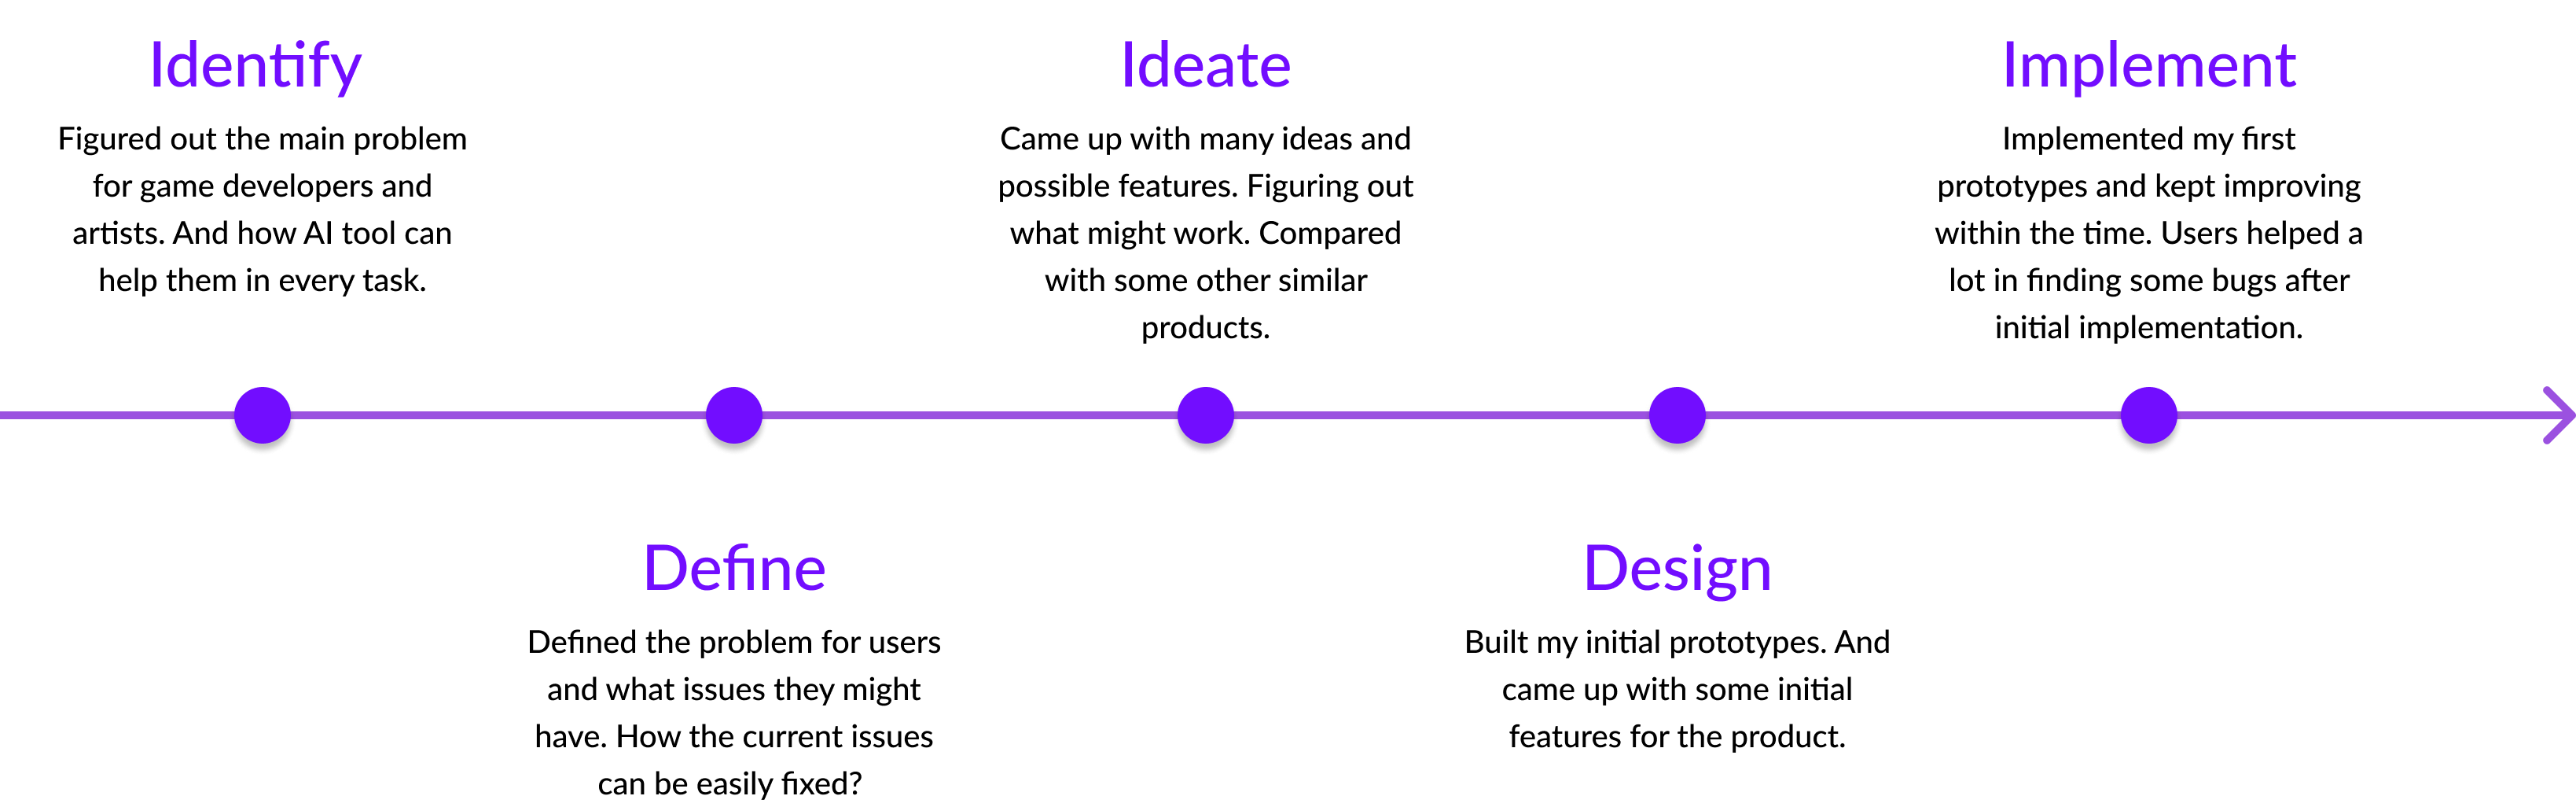 Identify
Figured out the main problem
for game developers and
artists. And how AI tool can
help them in every task.
Define
Defined the problem for users
and what issues they might
have. How the current issues
can be easily fixed?
Ideate
Came up with many ideas and
possible features. Figuring out
what might work. Compared
with some other similar
products.
Design
Built my initial prototypes. And
came up with some initial
features for the product.
Implement
Implemented my first
prototypes and kept improving
within the time. Users helped a
lot in finding some bugs after
initial implementation.